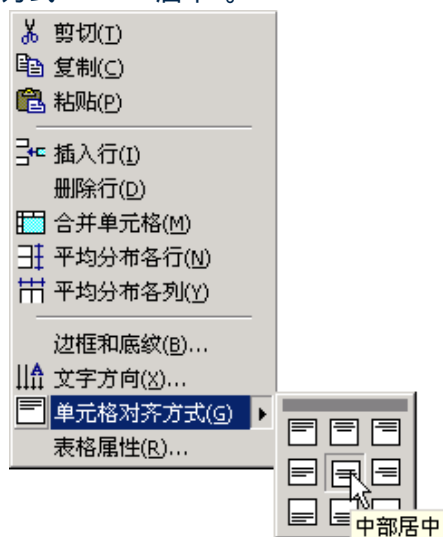 剪切(T)
复制(C)
粘贴(P)
插入行(I)
删除行(D)
合并单元格(M)
平均分布各行(N)
平均分布各列(Y)
边框和底纹(B)...
文字方向(X)...
单元格对齐方式(G)
表格属性(R)...
中部居中